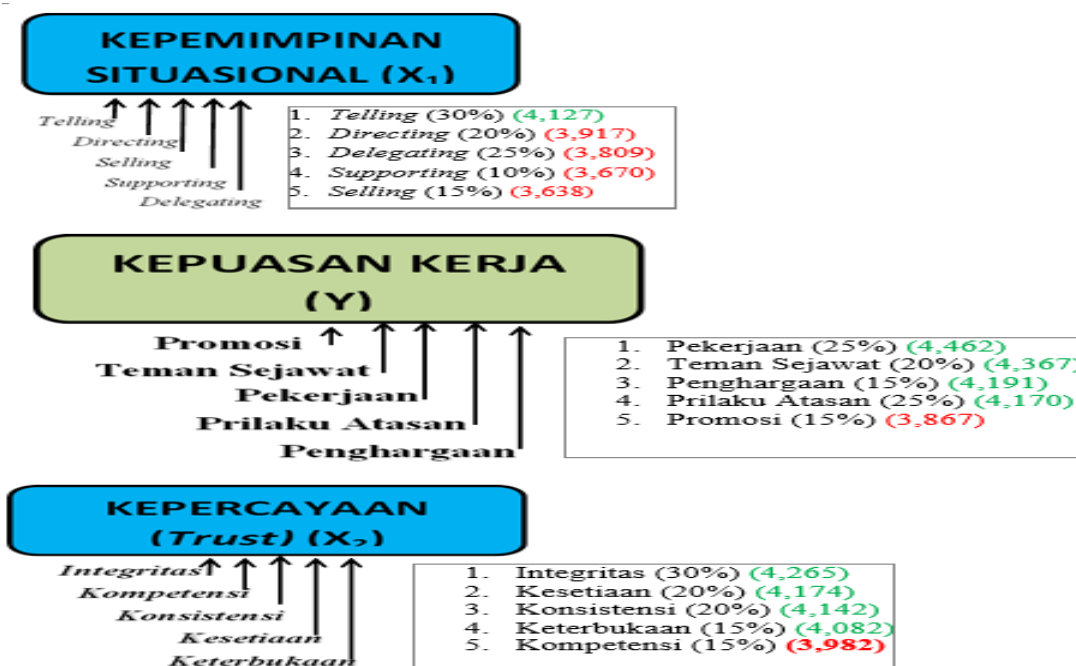 KEPEMIMPINAN
SITUASIONAL (X₁)
Telling
Directing
Selling
Supporting
Delegating
1. Telling (30%) (4,127)
2. Directing (20%) (3,917)
3. Delegating (25%) (3,809)
4. Supporting (10%) (3,670)
5. Selling (15%) (3,638)
KEPUASAN KERJA
(Y)
Promosi
Teman Sejawat
Pekerjaan
Prilaku Atasan
Penghargaan
1. Pekerjaan (25%) (4,462)
2. Teman Sejawat (20%) (4,367)
3. Penghargaan (15%) (4,191)
4. Prilaku Atasan (25%) (4,170)
5. Promosi (15%) (3,867)
KEPERCAYAAN
(Trust) (X₂)
Integritas
Kompetensi
Konsistensi
Kesetiaan
Keterbukaan
1. Integritas (30%) (4,265)
2. Kesetiaan (20%) (4,174)
3. Konsistensi (20%) (4,142)
4. Keterbukaan (15%) (4,082)
5. Kompetensi (15%) (3,982)